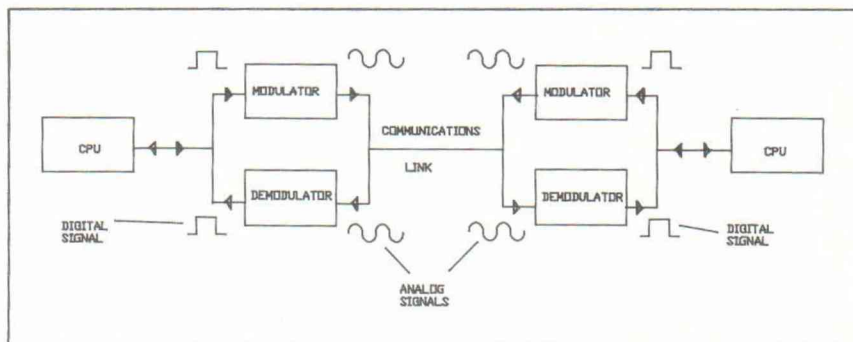 MODULATOR
MODULATOR
COMMUNICATIONS
CPU
CPU
LINK
DEMODULATOR
DEMODULATOR
DIGITAL
SIGNAL
DIGITAL
SIGNAL
ANALOG
SIGNALS